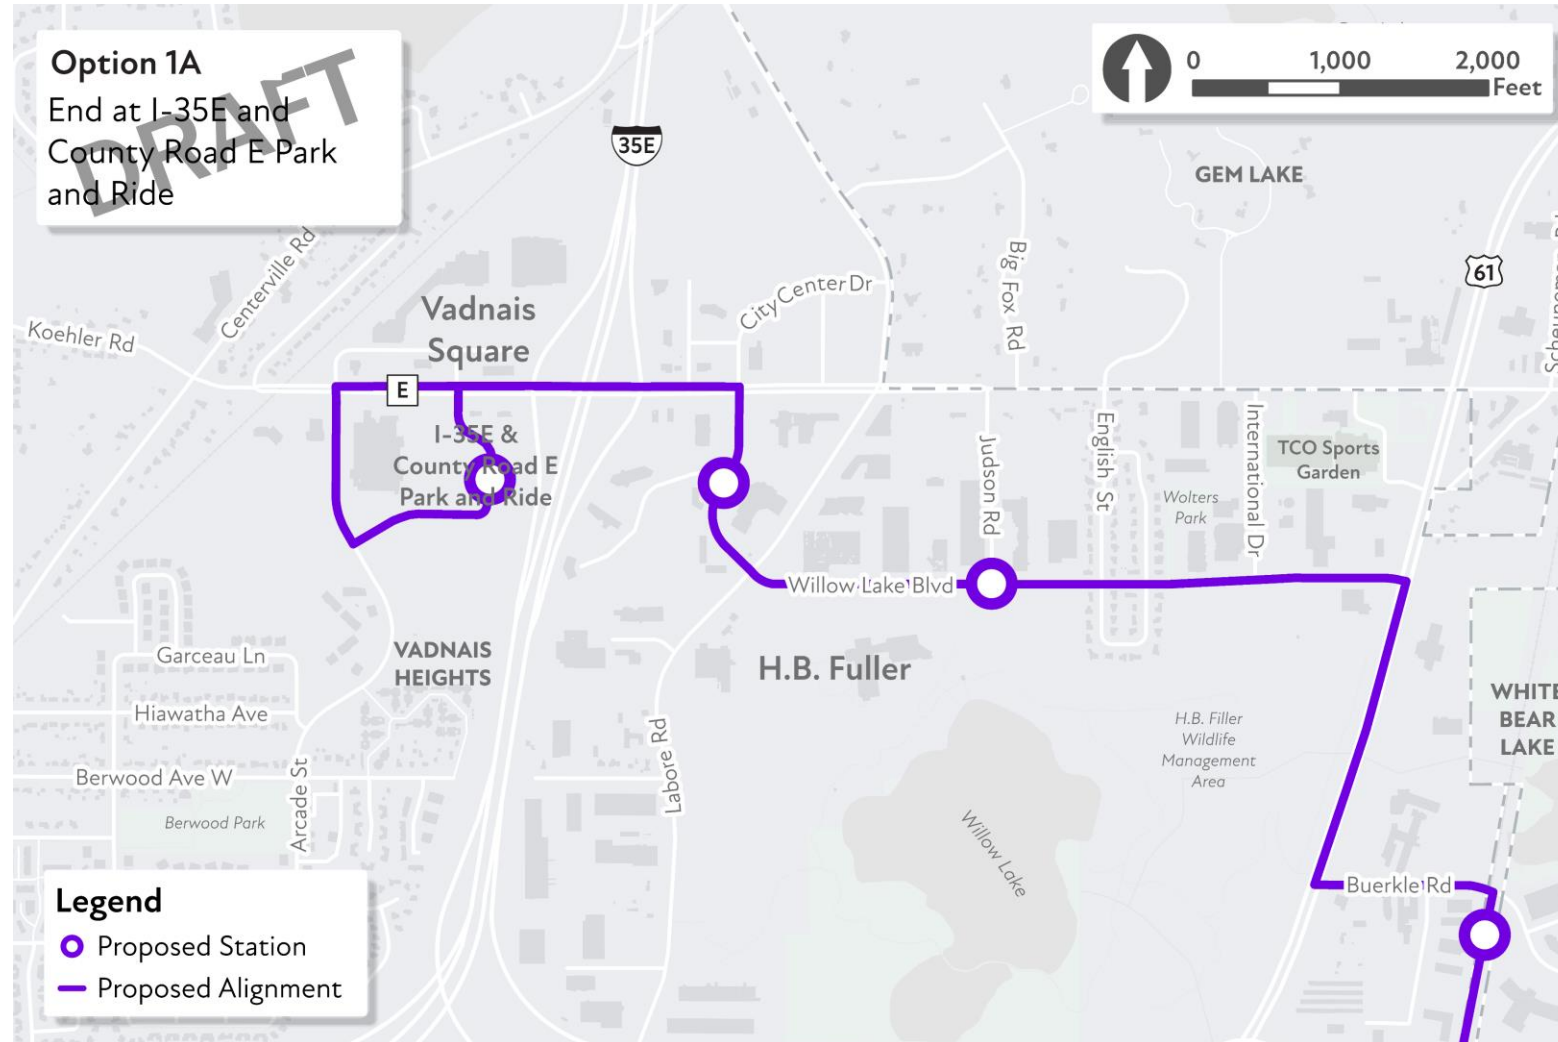 Option 1A
End at I-35E and
County Road E Park
and Ride
DRAFT
0 1,000 2,000
Feet
35E
GEM LAKE
61
Centerville Rd
Koehler Rd
Vadnais
Square
City Center Dr
Big Fox Rd
E
I-35E &
County Road E
Park and Ride
Judson Rd
English St
International Dr
TCO Sports
Garden
Wolters
Park
Willow Lake Blvd
Garceau Ln
VADNAIS
HEIGHTS
H.B. Fuller
Hiawatha Ave
Labore Rd
H.B. Filler
Wildlife
Management
Area
WHITE
BEAR
LAKE
Berwood Ave W
Arcade St
Berwood Park
Willow Lake
Buerkle Rd
Legend
Proposed Station
Proposed Alignment